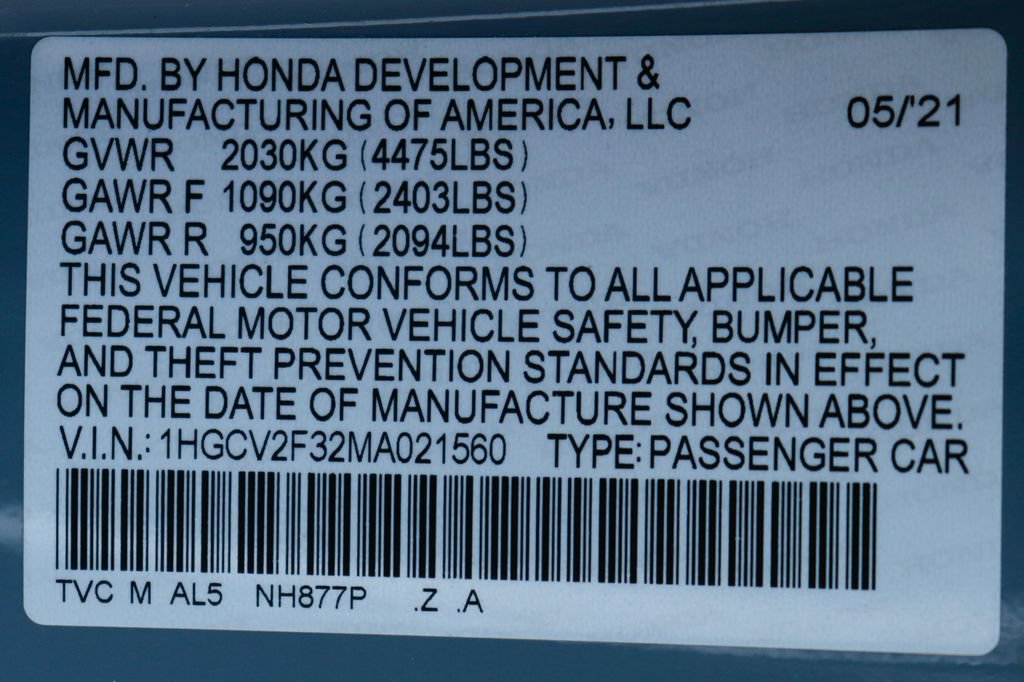 MFD. BY HONDA DEVELOPMENT &
MANUFACTURING OF AMERICA, LLC 05/'21
GVWR 2030KG (4475LBS)
GAWR F 1090KG (2403LBS)
GAWR R 950KG (2094LBS)
THIS VEHICLE CONFORMS TO ALL APPLICABLE
FEDERAL MOTOR VEHICLE SAFETY, BUMPER,
AND THEFT PREVENTION STANDARDS IN EFFECT
ON THE DATE OF MANUFACTURE SHOWN ABOVE.
V.I.N.: 1HGCV2F32MA021560 TYPE: PASSENGER CAR
TVC M AL5 NH877P .Z .A